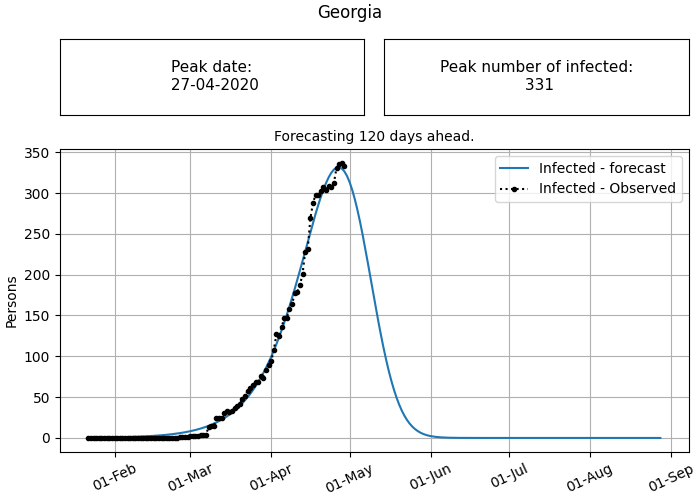 Georgia
Peak date:
27-04-2020
Peak number of infected:
331
Forecasting 120 days ahead.
Infected - forecast
Infected - Observed
Persons
350
300
250
200
150
100
50
0
01-Feb
01-Mar
01-Apr
01-May
01-Jun
01-Jul
01-Aug
01-Sep